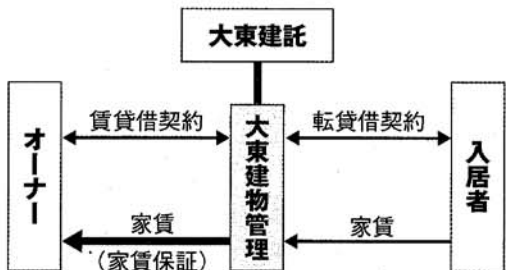 大東建託
オーナー
賃貸借契約
大東建物管理
転貸借契約
入居者
家賃
(家賃保証)
家賃